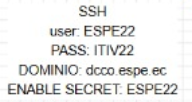 SSH
user: ESPE22
PASS: ITIV22
DOMINIO: dcco.espe.ec
ENABLE SECRET: ESPE22